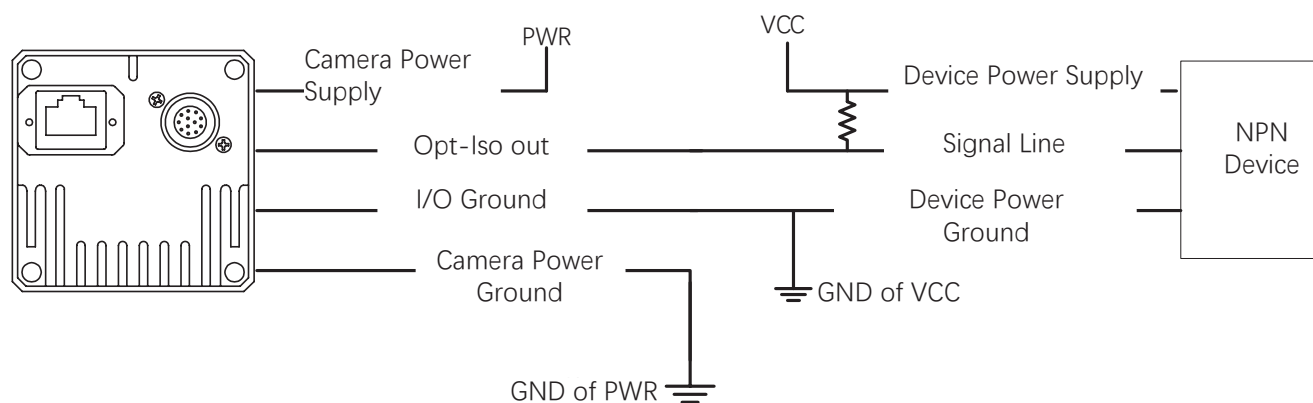 PWR
VCC
Camera Power
Supply
Device Power Supply
Opt-Iso out
Signal Line
NPN
Device
I/O Ground
Device Power
Ground
Camera Power
Ground
GND of VCC
GND of PWR